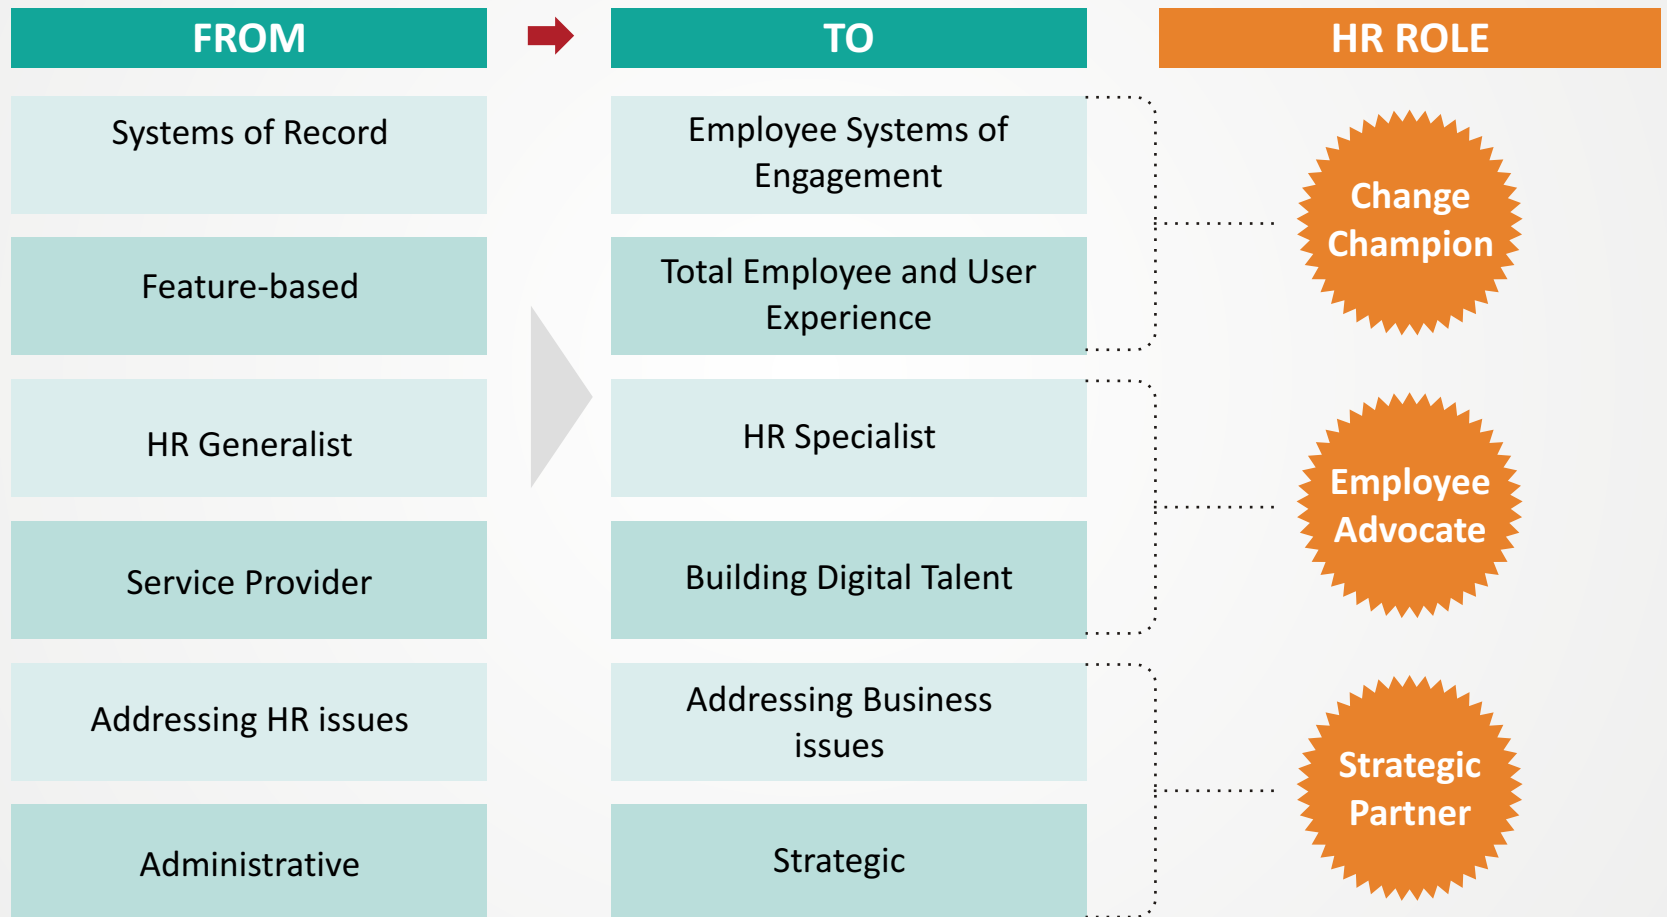 FROM
TO
HR ROLE
Systems of Record
Employee Systems of
Engagement
Change
Champion
Feature-based
Total Employee and User
Experience
HR Generalist
HR Specialist
Employee
Advocate
Service Provider
Building Digital Talent
Addressing HR issues
Addressing Business
issues
Strategic
Partner
Administrative
Strategic